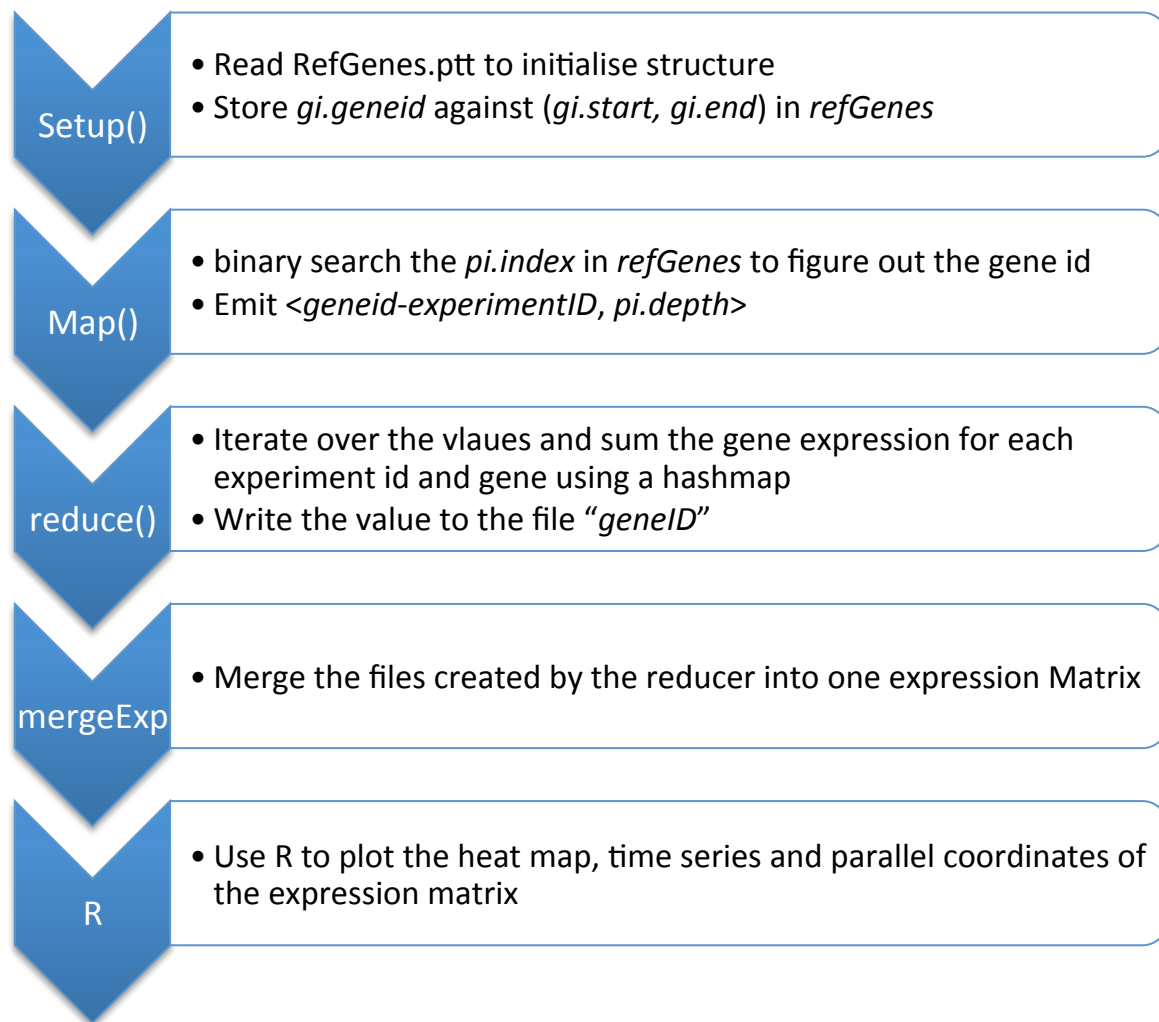 Setup()
• Read RefGenes.ptt to initialise structure
• Store gi.geneid against (gi.start, gi.end) in refGenes
Map()
• binary search the pi.index in refGenes to figure out the gene id
• Emit <geneid-experimentID, pi.depth>
reduce()
• Iterate over the vlaues and sum the gene expression for each
experiment id and gene using a hashmap
• Write the value to the file “geneID”
mergeExp
• Merge the files created by the reducer into one expression Matrix
R
• Use R to plot the heat map, time series and parallel coordinates of
the expression matrix